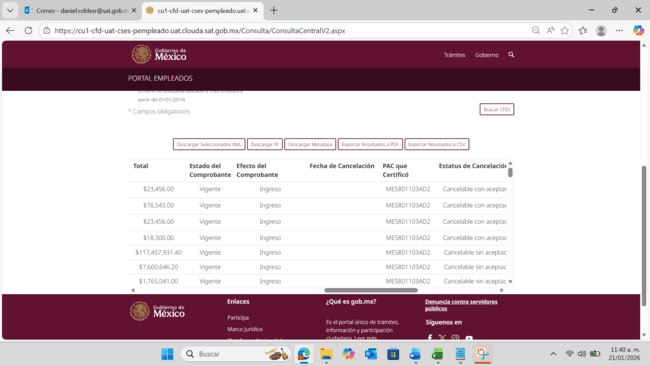 Correo - daniel.roblesr@sat.gob.m
cu1-cfd-uat-cses-pempleado.uat.c
https://cu1-cfd-uat-cses-pempleado.uat.clouda.sat.gob.mx/Consulta/ConsultaCentralV2.aspx
Gobierno de
México
Trámites
Gobierno
PORTAL EMPLEADOS
partir del 01/01/2014)
* Campos obligatorios
Buscar CFDI
Descargar Seleccionados XML
Descargar RI
Descargar Metadata
Exportar Resultados a PDF
Exportar Resultados a CSV
Total Estado del Comprobante Efecto del Comprobante Fecha de Cancelación PAC que Certificó Estatus de Cancelación
$23,456.00 Vigente Ingreso MES801103AD2 Cancelable con aceptac
$76,543.00 Vigente Ingreso MES801103AD2 Cancelable con aceptac
$23,456.00 Vigente Ingreso MES801103AD2 Cancelable con aceptac
$18,300.00 Vigente Ingreso MES801103AD2 Cancelable con aceptac
$117,457,931.40 Vigente Ingreso MES801103AD2 Cancelable sin aceptac
$7,600,646.20 Vigente Ingreso MES801103AD2 Cancelable sin aceptac
$1,765,041.00 Vigente Ingreso MES801103AD2 Cancelable sin aceptac
Gobierno de
México
Enlaces
Participa
Marco Jurídico
¿Qué es gob.mx?
Es el portal único de trámites,
información y participación
ciudadana. Leer más
Denuncia contra servidores
públicos
Síguenos en
Buscar
11:40 a. m.
21/01/2026